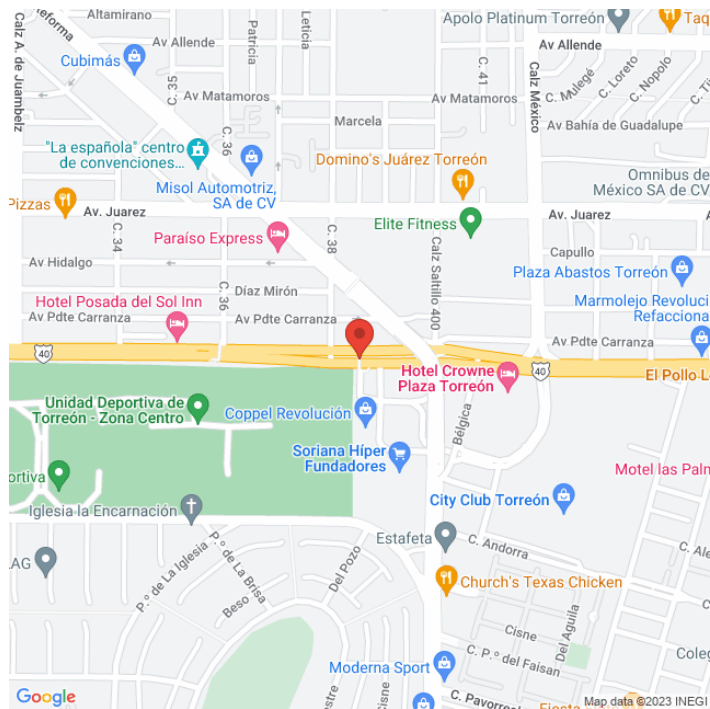 Altamirano
eforma
Calz A. de Juambelz
Av Allende
Patricia
Leticia
Apolo Platinum Torreón
Taq
Av Allende
Cubimás
C. 35
C. 41
Calz México
C. Mulegé
C. Loreto
C. Nopolo
Av Matamoros
Av Matamoros
Marcela
Av Bahía de Guadalupe
C. 36
"La española" centro
de convenciones...
Misol Automotriz,
SA de CV
Domino's Juárez Torreón
Omnibus de
México SA de CV
Pizzas
Av. Juarez
Av. Juarez
Elite Fitness
C. 34
Paraíso Express
C. 38
Calz Saltillo 400
Capullo
Av Hidalgo
Plaza Abastos Torreón
Díaz Mirón
C. 36
Hotel Posada del Sol Inn
Marmolejo Revoluci
Refacciona
Av Pdte Carranza
Av Pdte Carranza
Av Pdte Carranza
40
Hotel Crowne
Plaza Torreón
40
El Pollo Lo
Unidad Deportiva de
Torreón - Zona Centro
Coppel Revolución
Bélgica
Soriana Híper
Fundadores
Motel las Palm
portiva
City Club Torreón
Iglesia la Encarnación
Estafeta
LAG
P.º de La Iglesia
P.º de La Brisa
Beso
Del Pozo
C. Andorra
C. Ale
Church's Texas Chicken
Cisne
Del Aguila
C. P.º del Faisan
Coleg
Moderna Sport
Cisne
estre
C. Pavorreal
Fiesta
Google
Map data ©2023 INEGI